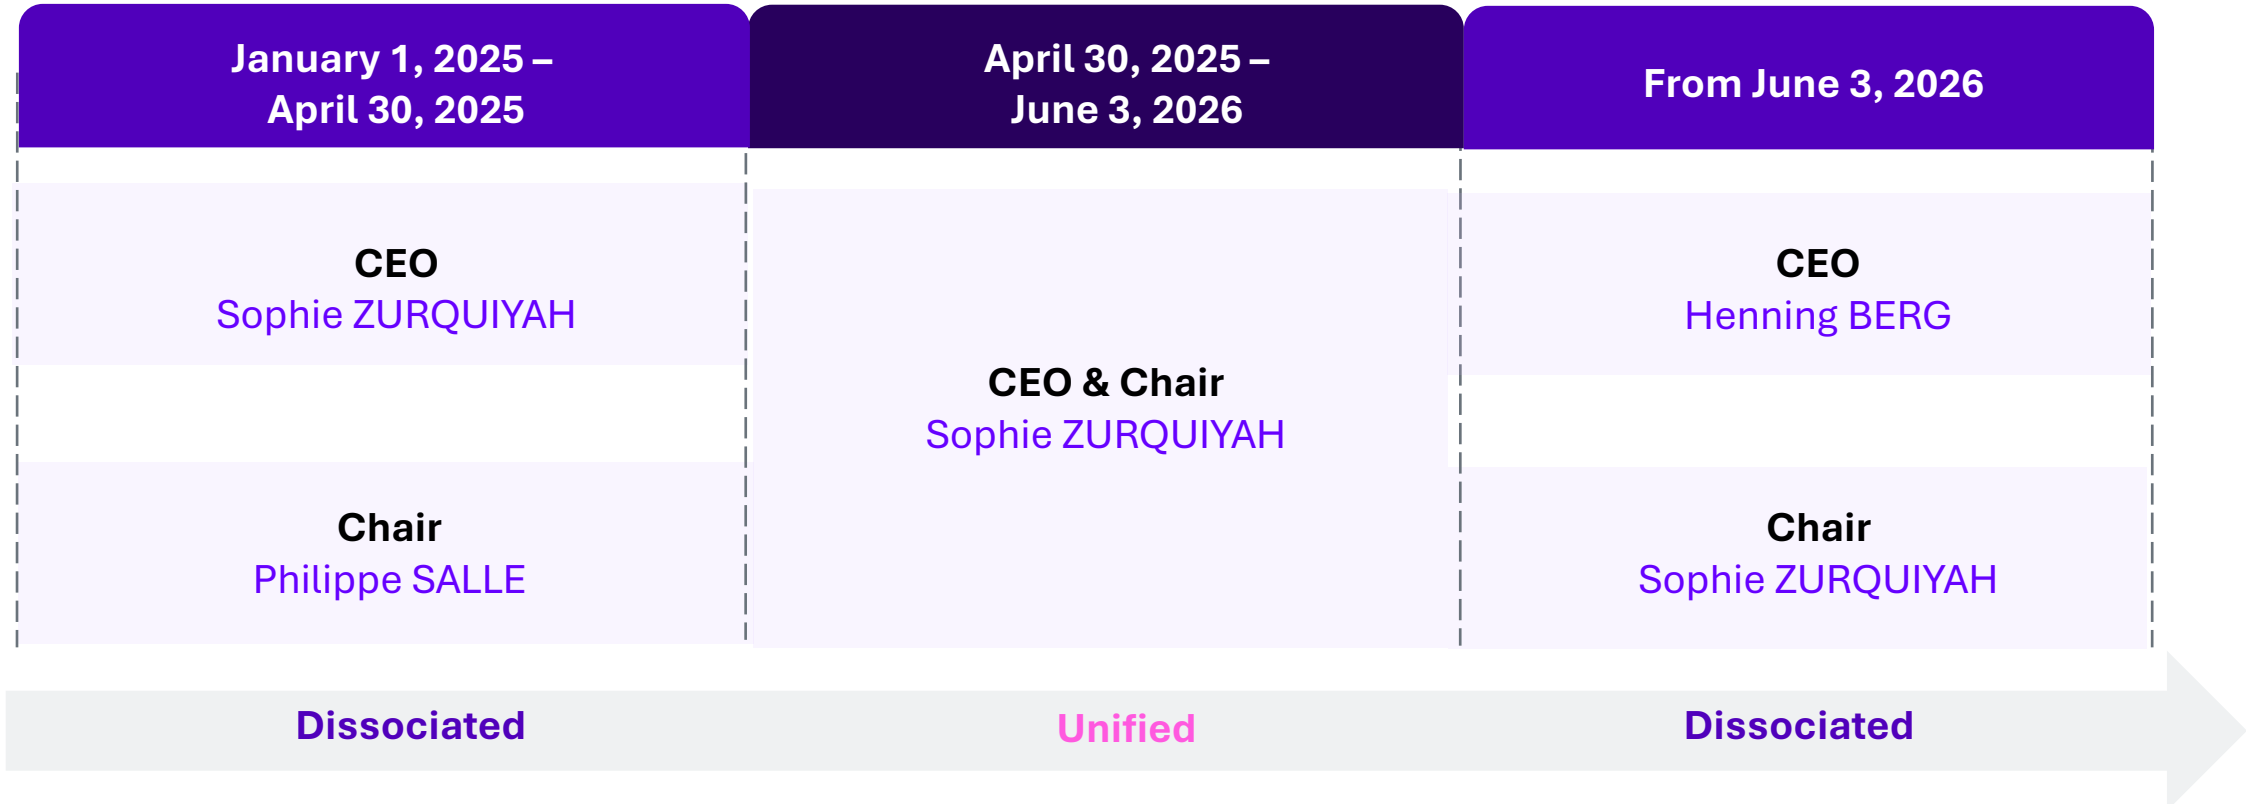 January 1, 2025 –
April 30, 2025
April 30, 2025 –
June 3, 2026
From June 3, 2026
CEO
Sophie ZURQUIYAH
Chair
Philippe SALLE
CEO & Chair
Sophie ZURQUIYAH
CEO
Henning BERG
Chair
Sophie ZURQUIYAH
Dissociated
Unified
Dissociated